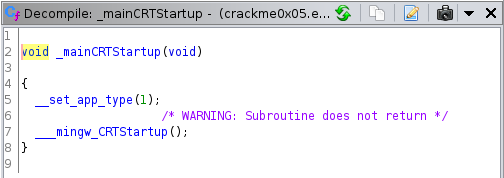 Decompile: _mainCRTStartup - (crackme0x05.e...
1
2 void _mainCRTStartup(void)
3
4 {
5 __set_app_type(1);
6 /* WARNING: Subroutine does not return */
7 ___mingw_CRTStartup();
8 }
9